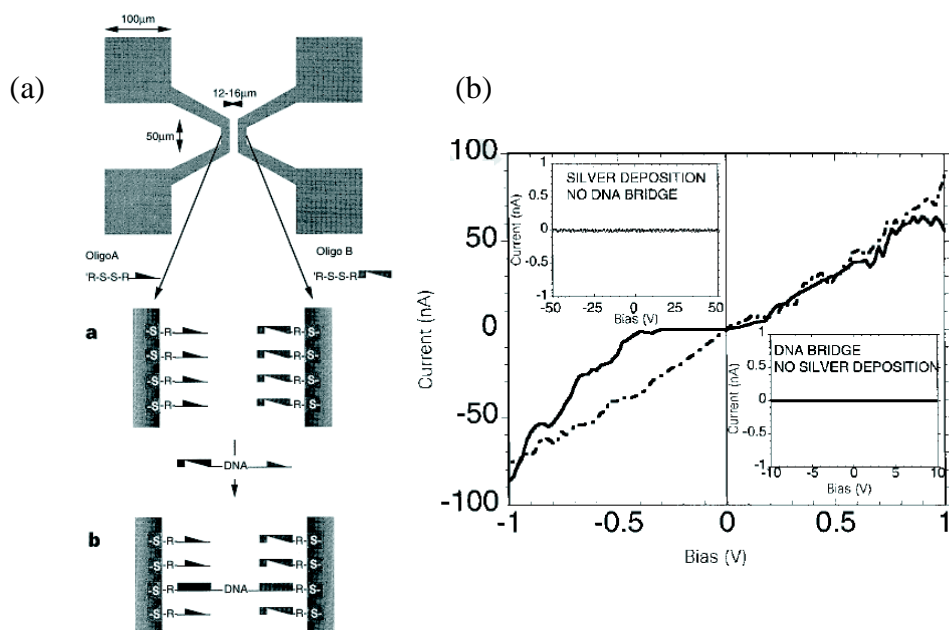 (a)
100µm
12-16µm
50µm
OligoA
'R-S-S-R
Oligo B
'R-S-S-R
a
-S-R- R-S-
-S-R- R-S-
-S-R- R-S-
-S-R- R-S-
DNA
b
-S-R- R-S-
-S-R- R-S-
-S-R- DNA R-S-
-S-R- R-S-
(b)
Current (nA)
100
50
0
-50
-100
-1
-0.5
0
0.5
1
Bias (V)
SILVER DEPOSITION
NO DNA BRIDGE
Current (nA)
1
0.5
0
-0.5
-1
-50
-25
0
25
50
Bias (V)
DNA BRIDGE
NO SILVER DEPOSITION
Current (nA)
1
0.5
0
-0.5
-1
-10
-5
0
5
10
Bias (V)